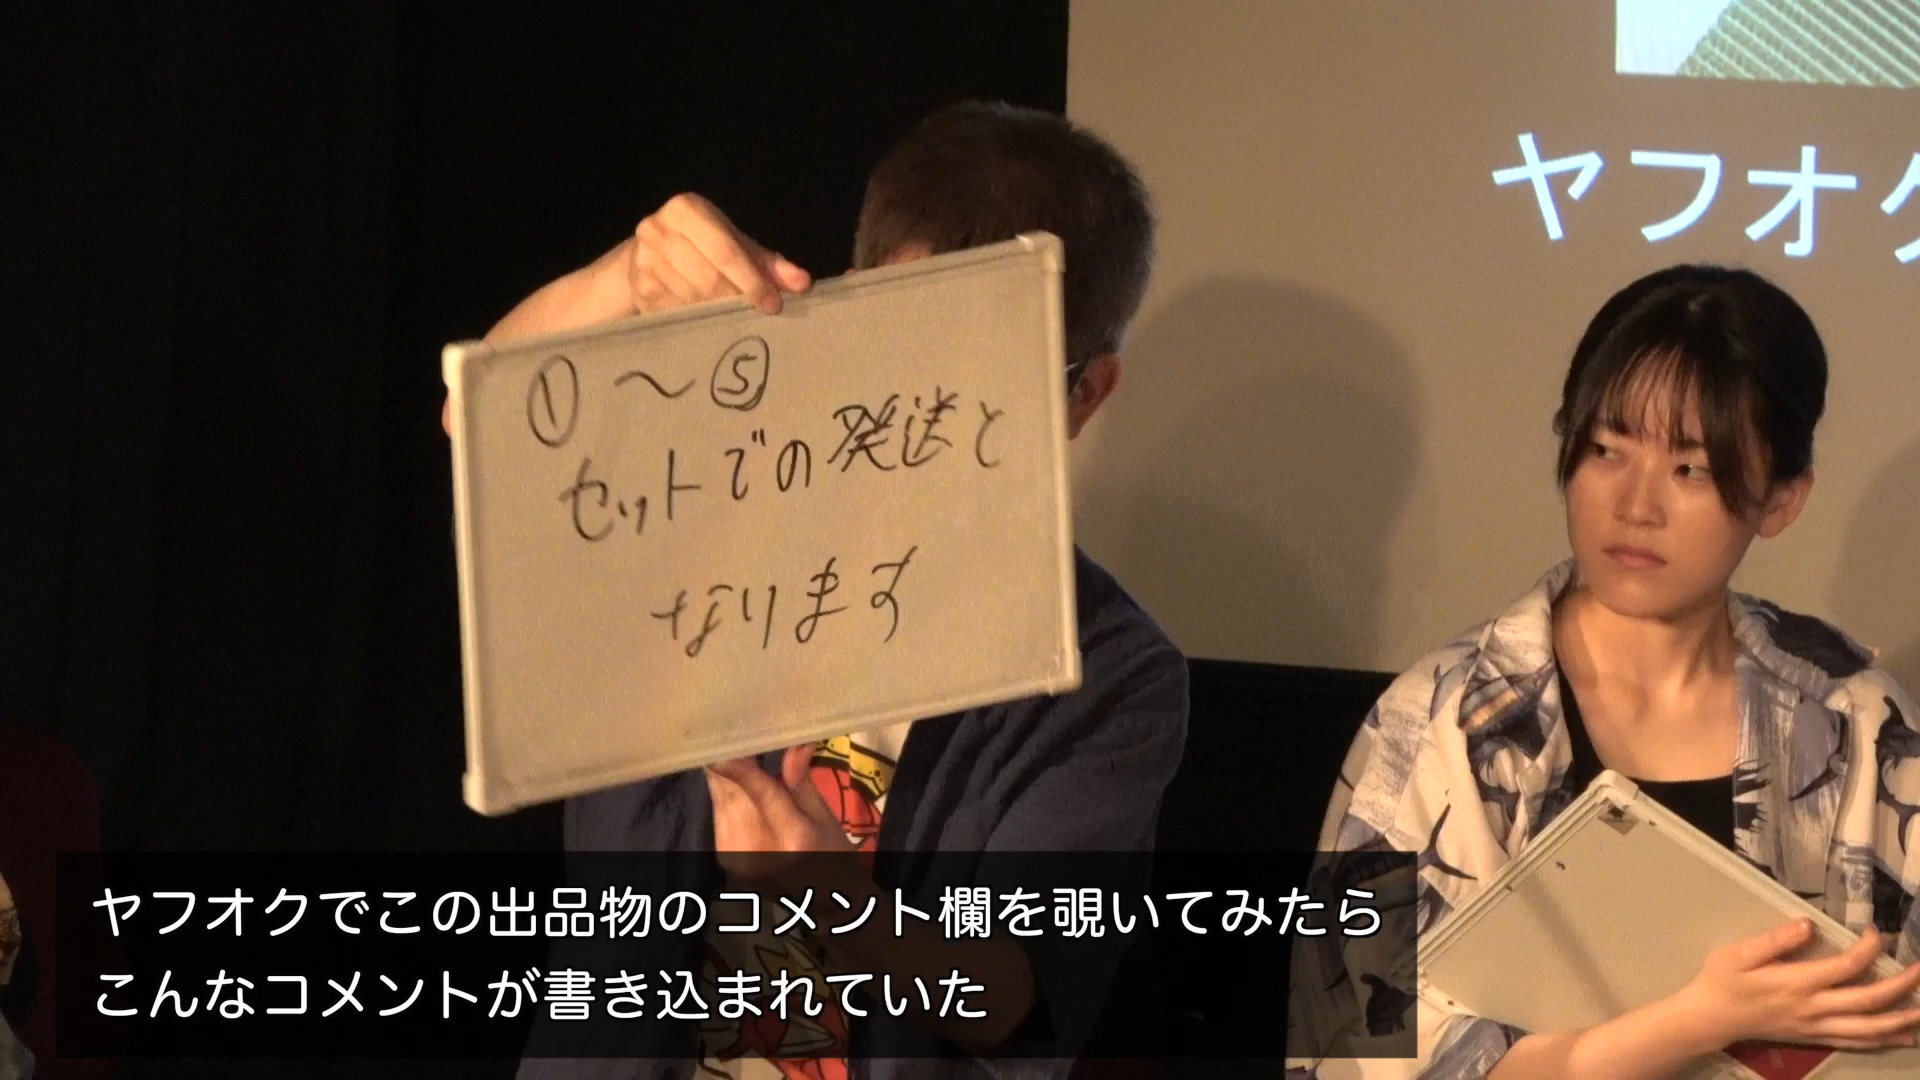 ヤフオク
①〜⑤
セットでの発送と
なります
ヤフオクでこの出品物のコメント欄を覗いてみたら
こんなコメントが書き込まれていた